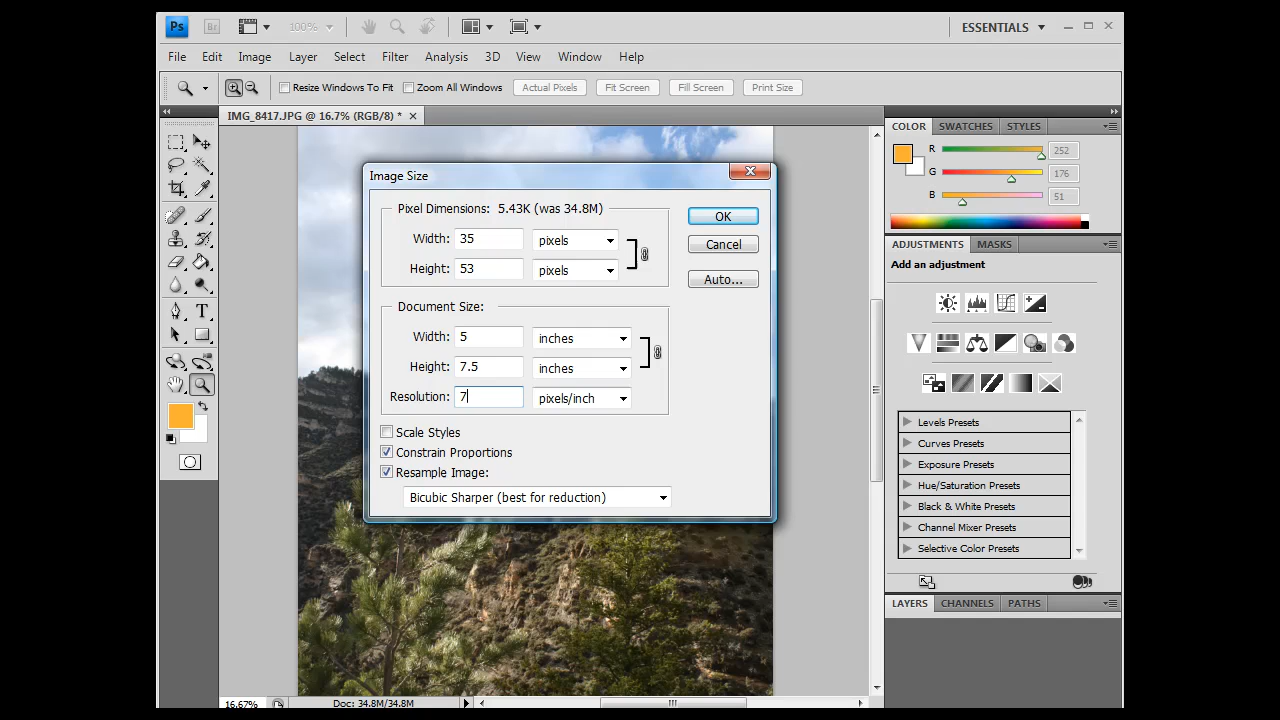 Ps Br 100% ESSENTIALS
File Edit Image Layer Select Filter Analysis 3D View Window Help
Resize Windows To Fit Zoom All Windows Actual Pixels Fit Screen Fill Screen Print Size
IMG_8417.JPG @ 16.7% (RGB/8) *
COLOR SWATCHES STYLES
R 252
G 176
B 51
Image Size
Pixel Dimensions: 5.43K (was 34.8M)
Width: 35 pixels
Height: 53 pixels
Document Size:
Width: 5 inches
Height: 7.5 inches
Resolution: 7 pixels/inch
Scale Styles
Constrain Proportions
Resample Image:
Bicubic Sharper (best for reduction)
OK
Cancel
Auto...
ADJUSTMENTS MASKS
Add an adjustment
Levels Presets
Curves Presets
Exposure Presets
Hue/Saturation Presets
Black & White Presets
Channel Mixer Presets
Selective Color Presets
LAYERS CHANNELS PATHS
16.67% Doc: 34.8M/34.8M